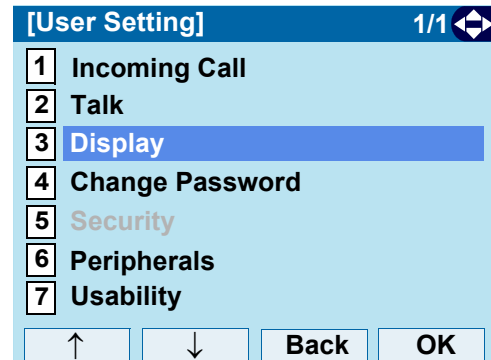 [User Setting] 1/1
1 Incoming Call
2 Talk
3 Display
4 Change Password
5 Security
6 Peripherals
7 Usability
↑ ↓ Back OK